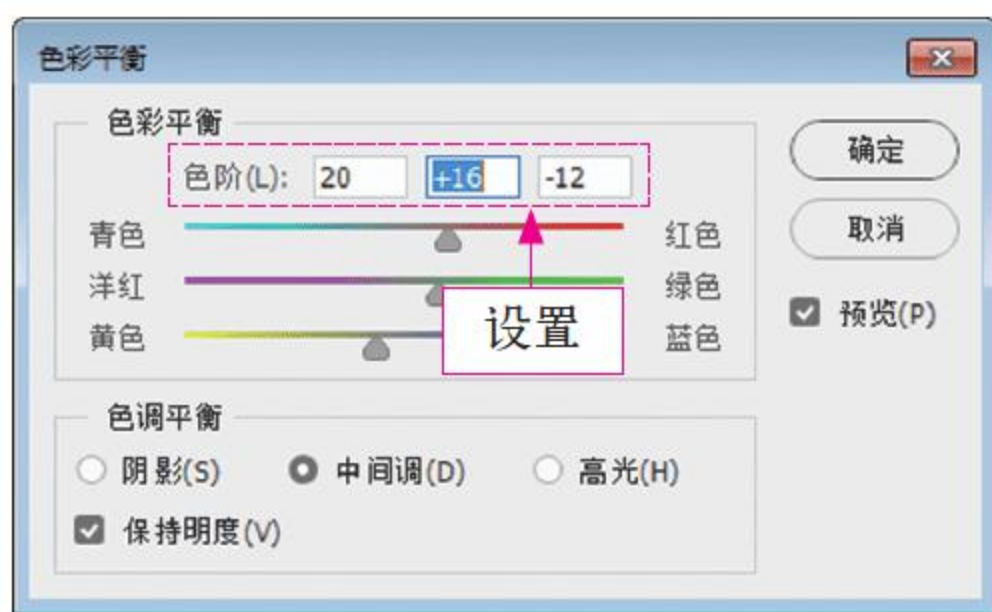 色彩平衡
色彩平衡
色阶(L): 20 +16 -12
青色 红色
洋红 绿色
黄色 蓝色
设置
确定
取消
预览(P)
色调平衡
阴影(S) 中间调(D) 高光(H)
保持明度(V)